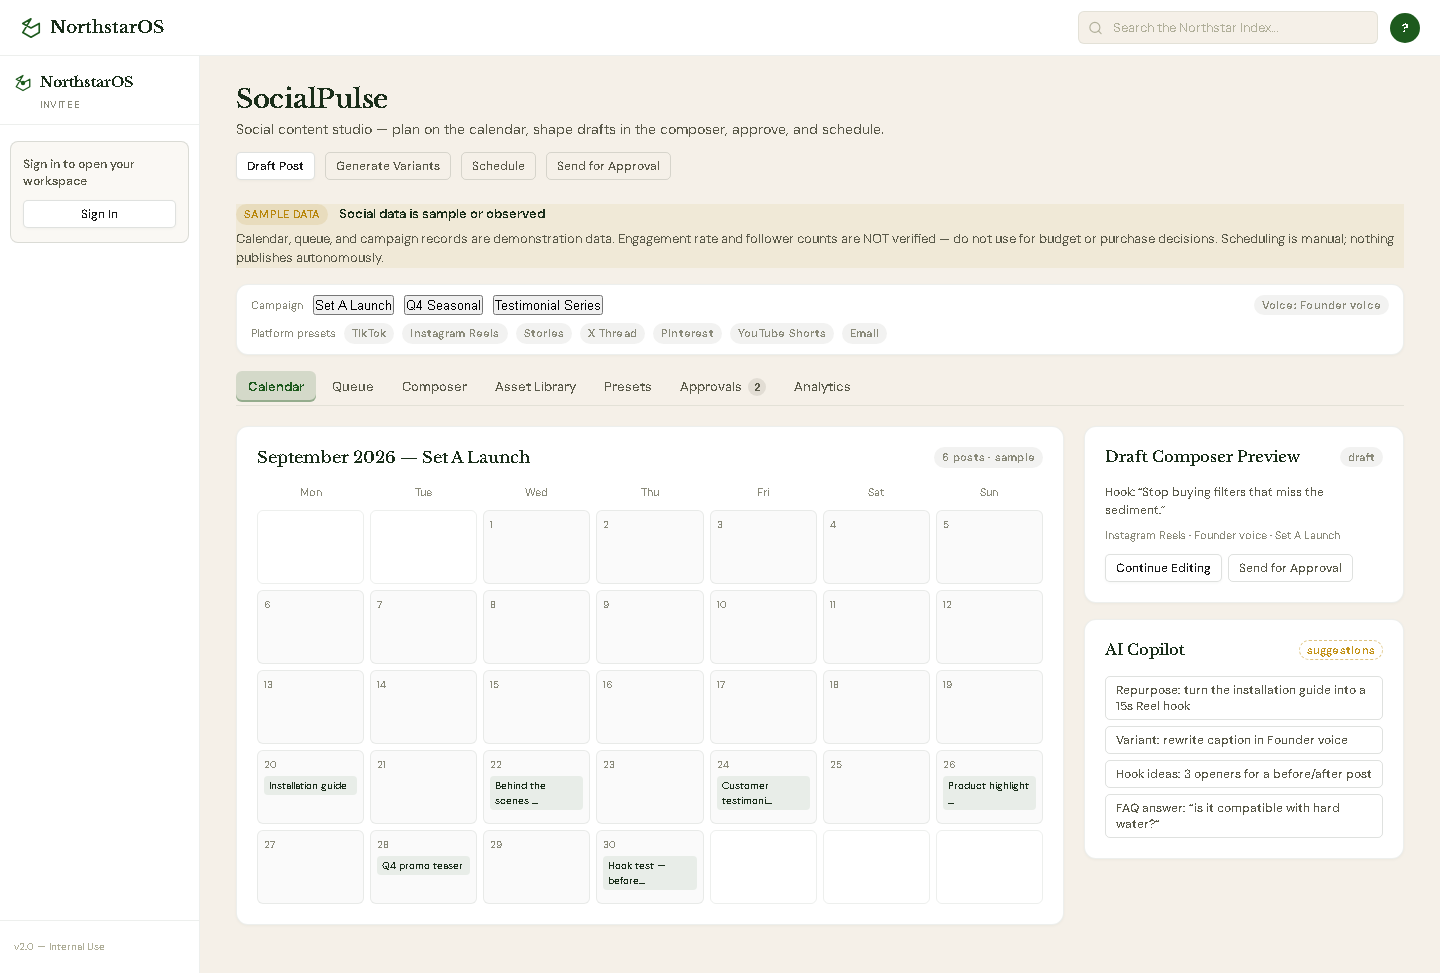 NorthstarOS
Search the Northstar Index...
?
NorthstarOS
INVITEE
Sign in to open your
workspace
Sign In
v2.0 — Internal Use
SocialPulse
Social content studio — plan on the calendar, shape drafts in the composer, approve, and schedule.
Draft Post
Generate Variants
Schedule
Send for Approval
SAMPLE DATA Social data is sample or observed
Calendar, queue, and campaign records are demonstration data. Engagement rate and follower counts are NOT verified — do not use for budget or purchase decisions. Scheduling is manual; nothing
publishes autonomously.
Campaign Set A Launch Q4 Seasonal Testimonial Series Voice: Founder voice
Platform presets TikTok Instagram Reels Stories X Thread Pinterest YouTube Shorts Email
Calendar Queue Composer Asset Library Presets Approvals 2 Analytics
September 2026 — Set A Launch 6 posts · sample
Mon Tue Wed Thu Fri Sat Sun
1 2 3 4 5
6 7 8 9 10 11 12
13 14 15 16 17 18 19
20 21 22 23 24 25 26
Installation guide
Behind the
scenes …
Customer
testimoni…
Product highlight
…
27 28 29 30
Q4 promo teaser
Hook test —
before…
Draft Composer Preview draft
Hook: “Stop buying filters that miss the
sediment.”
Instagram Reels · Founder voice · Set A Launch
Continue Editing Send for Approval
AI Copilot suggestions
Repurpose: turn the installation guide into a
15s Reel hook
Variant: rewrite caption in Founder voice
Hook ideas: 3 openers for a before/after post
FAQ answer: “is it compatible with hard
water?”